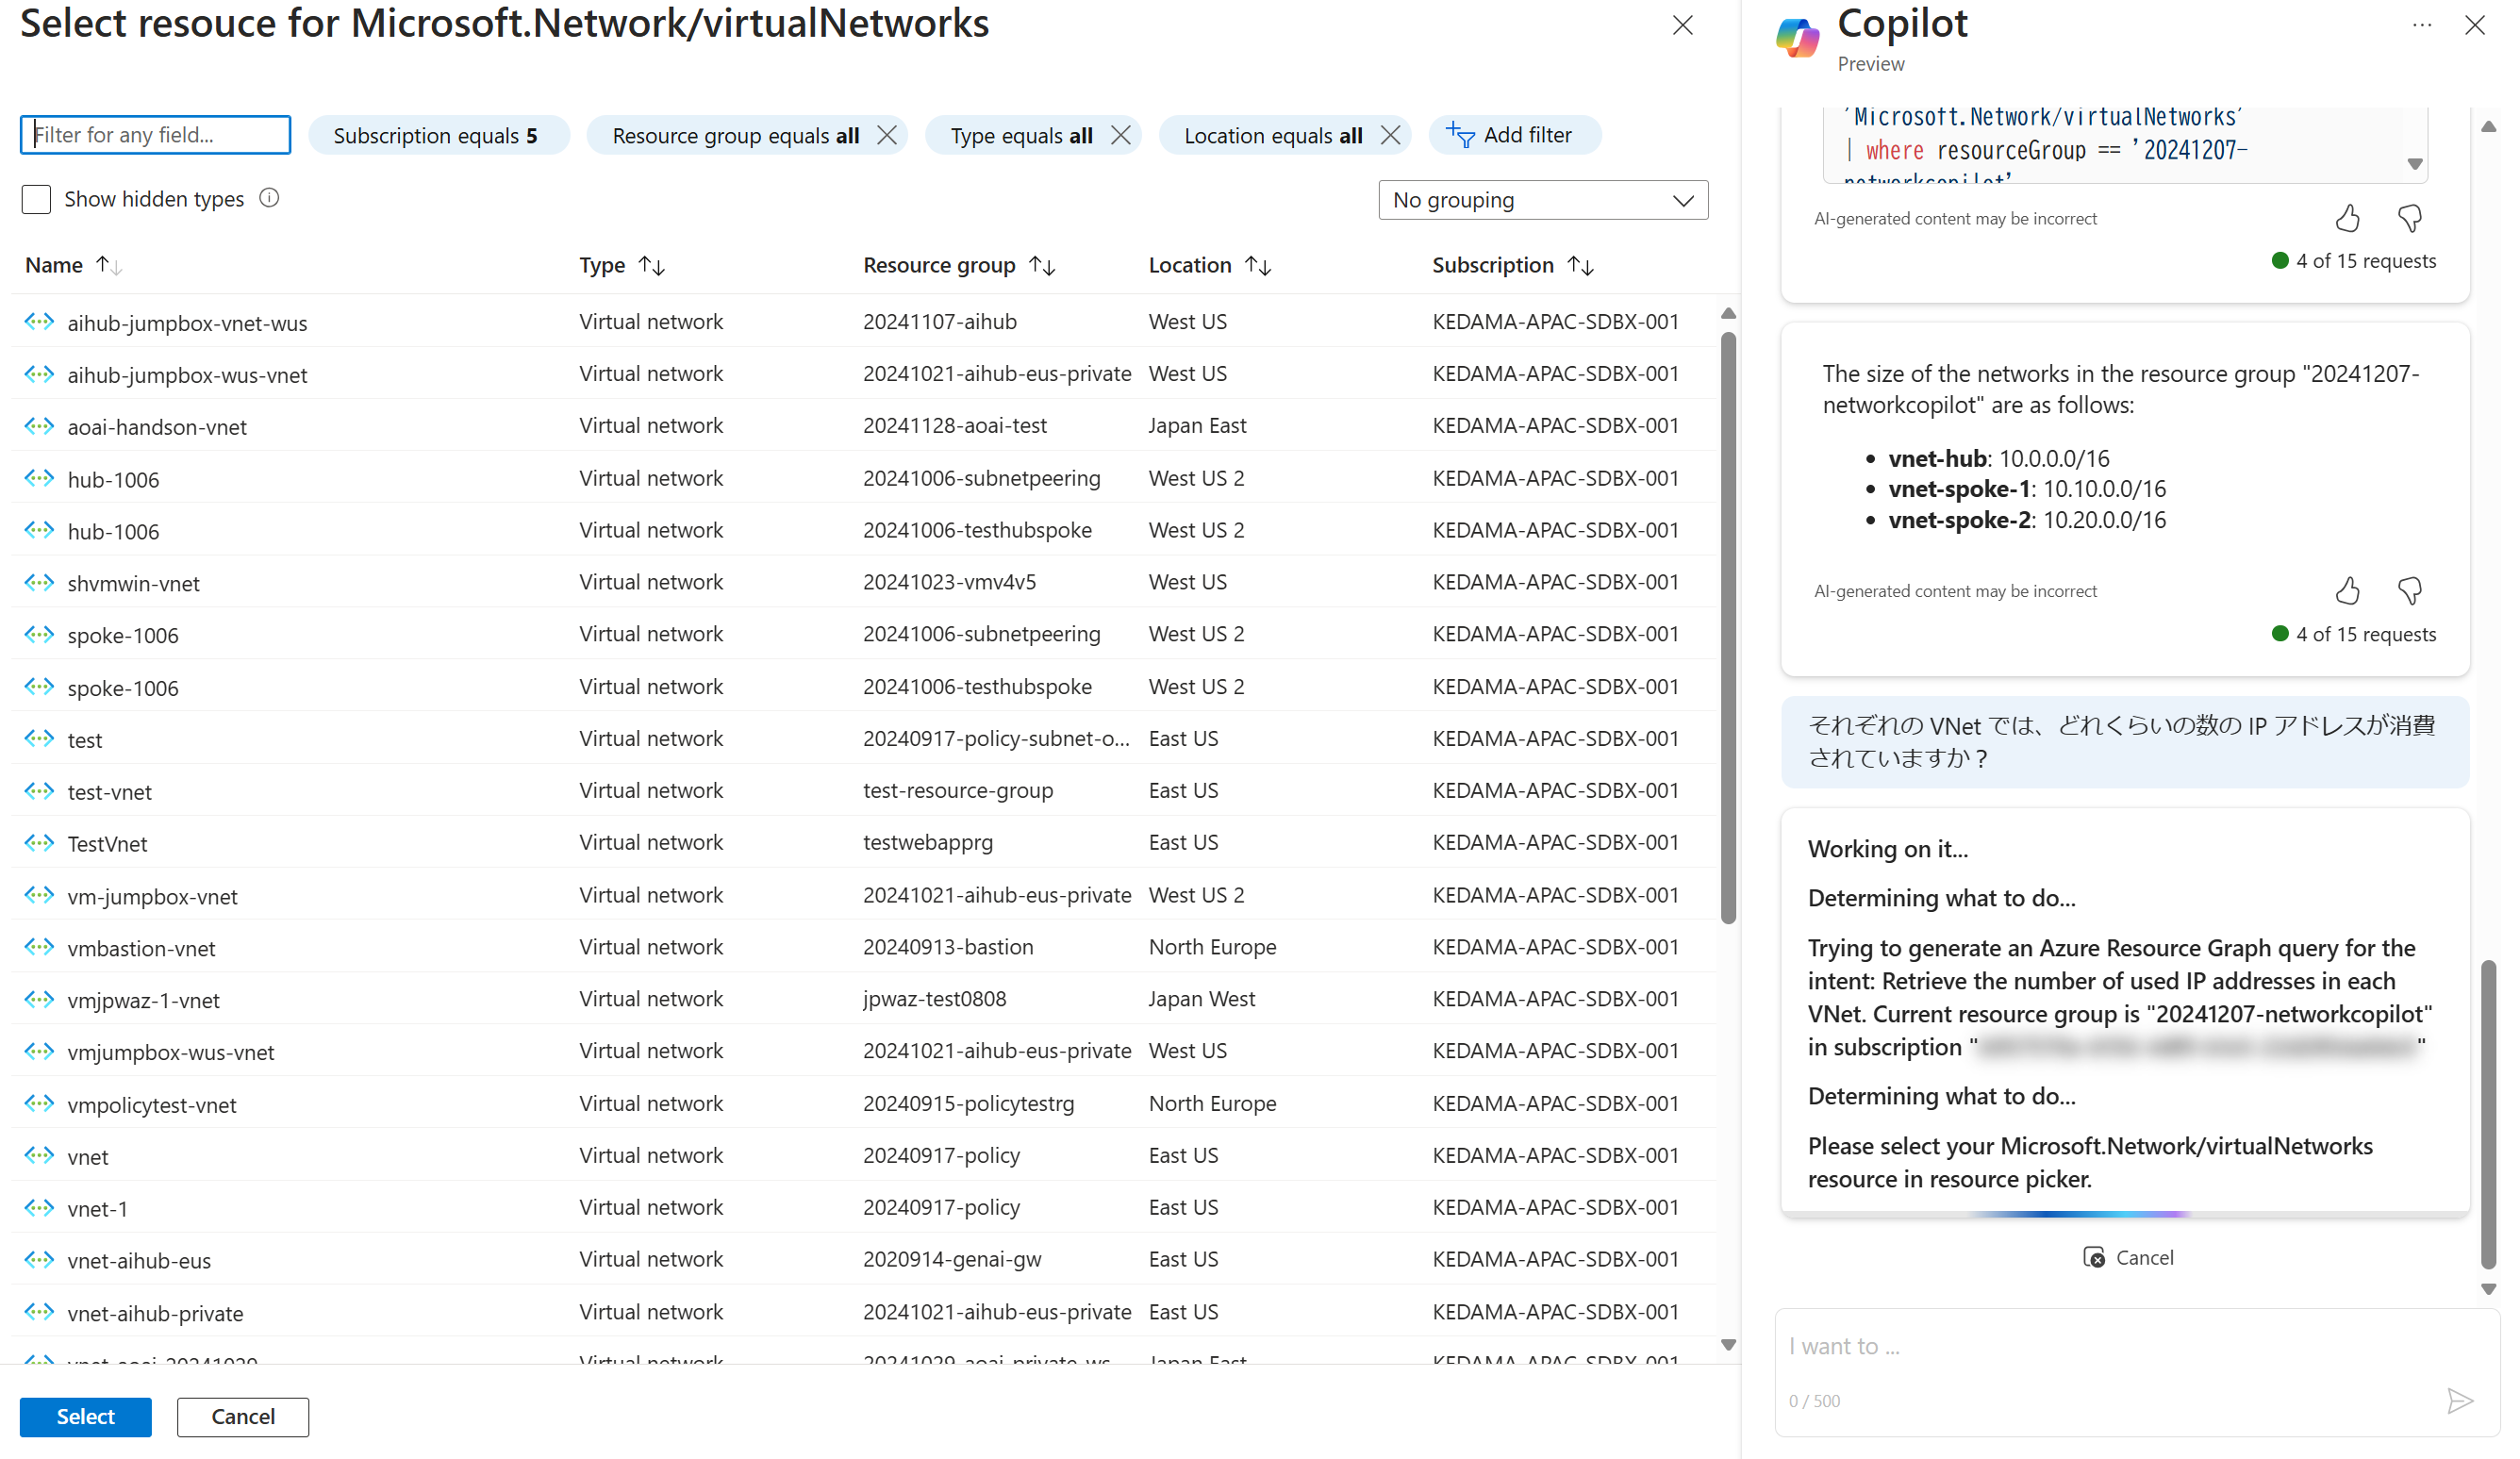 Select resouce for Microsoft.Network/virtualNetworks
Filter for any field...
Subscription equals 5
Resource group equals all
Type equals all
Location equals all
Add filter
Show hidden types
No grouping
Name Type Resource group Location Subscription
aihub-jumpbox-vnet-wus Virtual network 20241107-aihub West US KEDAMA-APAC-SDBX-001
aihub-jumpbox-wus-vnet Virtual network 20241021-aihub-eus-private West US KEDAMA-APAC-SDBX-001
aoai-handson-vnet Virtual network 20241128-aoai-test Japan East KEDAMA-APAC-SDBX-001
hub-1006 Virtual network 20241006-subnetpeering West US 2 KEDAMA-APAC-SDBX-001
hub-1006 Virtual network 20241006-testhubspoke West US 2 KEDAMA-APAC-SDBX-001
shvmwin-vnet Virtual network 20241023-vmv4v5 West US KEDAMA-APAC-SDBX-001
spoke-1006 Virtual network 20241006-subnetpeering West US 2 KEDAMA-APAC-SDBX-001
spoke-1006 Virtual network 20241006-testhubspoke West US 2 KEDAMA-APAC-SDBX-001
test Virtual network 20240917-policy-subnet-o... East US KEDAMA-APAC-SDBX-001
test-vnet Virtual network test-resource-group East US KEDAMA-APAC-SDBX-001
TestVnet Virtual network testwebapprg East US KEDAMA-APAC-SDBX-001
vm-jumpbox-vnet Virtual network 20241021-aihub-eus-private West US 2 KEDAMA-APAC-SDBX-001
vmbastion-vnet Virtual network 20240913-bastion North Europe KEDAMA-APAC-SDBX-001
vmjpwaz-1-vnet Virtual network jpwaz-test0808 Japan West KEDAMA-APAC-SDBX-001
vmjumpbox-wus-vnet Virtual network 20241021-aihub-eus-private West US KEDAMA-APAC-SDBX-001
vmpolicytest-vnet Virtual network 20240915-policytestrg North Europe KEDAMA-APAC-SDBX-001
vnet Virtual network 20240917-policy East US KEDAMA-APAC-SDBX-001
vnet-1 Virtual network 20240917-policy East US KEDAMA-APAC-SDBX-001
vnet-aihub-eus Virtual network 2020914-genai-gw East US KEDAMA-APAC-SDBX-001
vnet-aihub-private Virtual network 20241021-aihub-eus-private East US KEDAMA-APAC-SDBX-001
vnet-aoai-20241029 Virtual network 20241029-aoai-private-ws Japan East KEDAMA-APAC-SDBX-001
Select
Cancel
Copilot
Preview
'Microsoft.Network/virtualNetworks'
| where resourceGroup == '20241207-
networkcopilot'
AI-generated content may be incorrect
4 of 15 requests
The size of the networks in the resource group "20241207-
networkcopilot" are as follows:
• vnet-hub: 10.0.0.0/16
• vnet-spoke-1: 10.10.0.0/16
• vnet-spoke-2: 10.20.0.0/16
AI-generated content may be incorrect
4 of 15 requests
それぞれの VNet では、どれくらいの数の IP アドレスが消費
されていますか？
Working on it...
Determining what to do...
Trying to generate an Azure Resource Graph query for the
intent: Retrieve the number of used IP addresses in each
VNet. Current resource group is "20241207-networkcopilot"
in subscription " "
Determining what to do...
Please select your Microsoft.Network/virtualNetworks
resource in resource picker.
Cancel
I want to ...
0 / 500